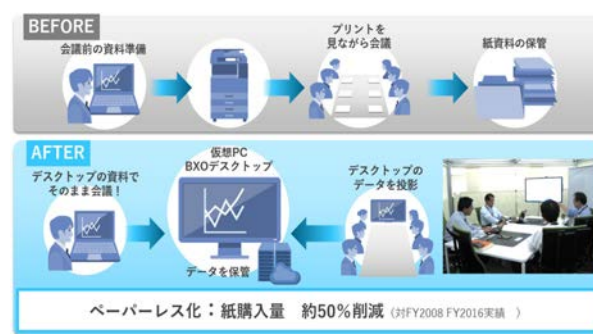 BEFORE
会議前の資料準備
プリントを
見ながら会議
紙資料の保管
AFTER
デスクトップの資料で
そのまま会議！
仮想PC
BXOデスクトップ
デスクトップの
データを投影
データを保管
ペーパーレス化：紙購入量　約50％削減（対FY2008 FY2016実績　）